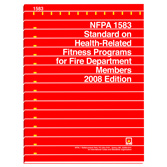 1583
NFPA 1583
Standard on
Health-Related
Fitness Programs
for Fire Department
Members
2008 Edition